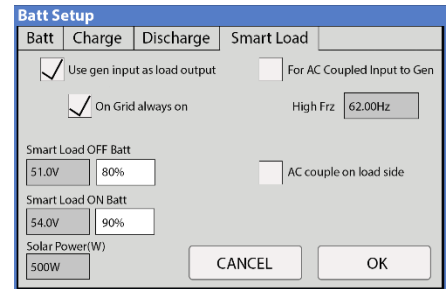 Batt Setup
Batt Charge Discharge Smart Load
Use gen input as load output For AC Coupled Input to Gen
On Grid always on High Frz 62.00Hz
Smart Load OFF Batt
51.0V 80% AC couple on load side
Smart Load ON Batt
54.0V 90%
Solar Power(W)
500W CANCEL OK